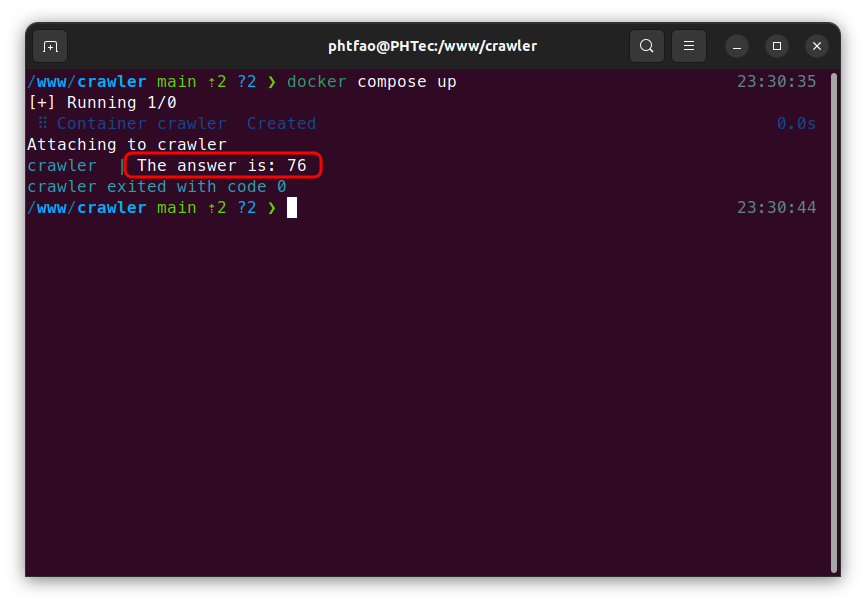 phtfao@PHTec:/www/crawler
/www/crawler main ⇡2 ?2 ❯ docker compose up 23:30:35
[+] Running 1/0
⠿ Container crawler Created 0.0s
Attaching to crawler
crawler | The answer is: 76
crawler exited with code 0
/www/crawler main ⇡2 ?2 ❯ 23:30:44